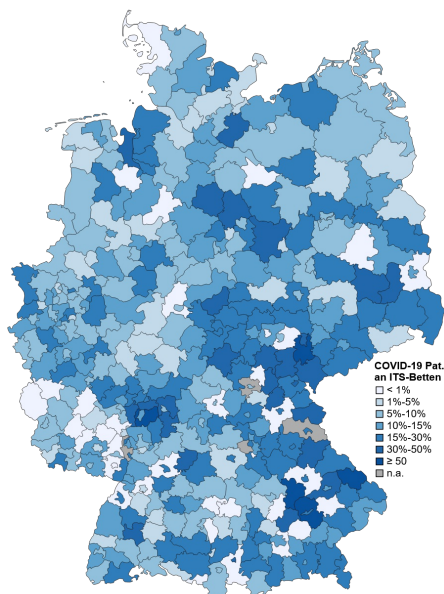 COVID-19 Pat.
an ITS-Betten
< 1%
1%-5%
5%-10%
10%-15%
15%-30%
30%-50%
≥ 50
n.a.